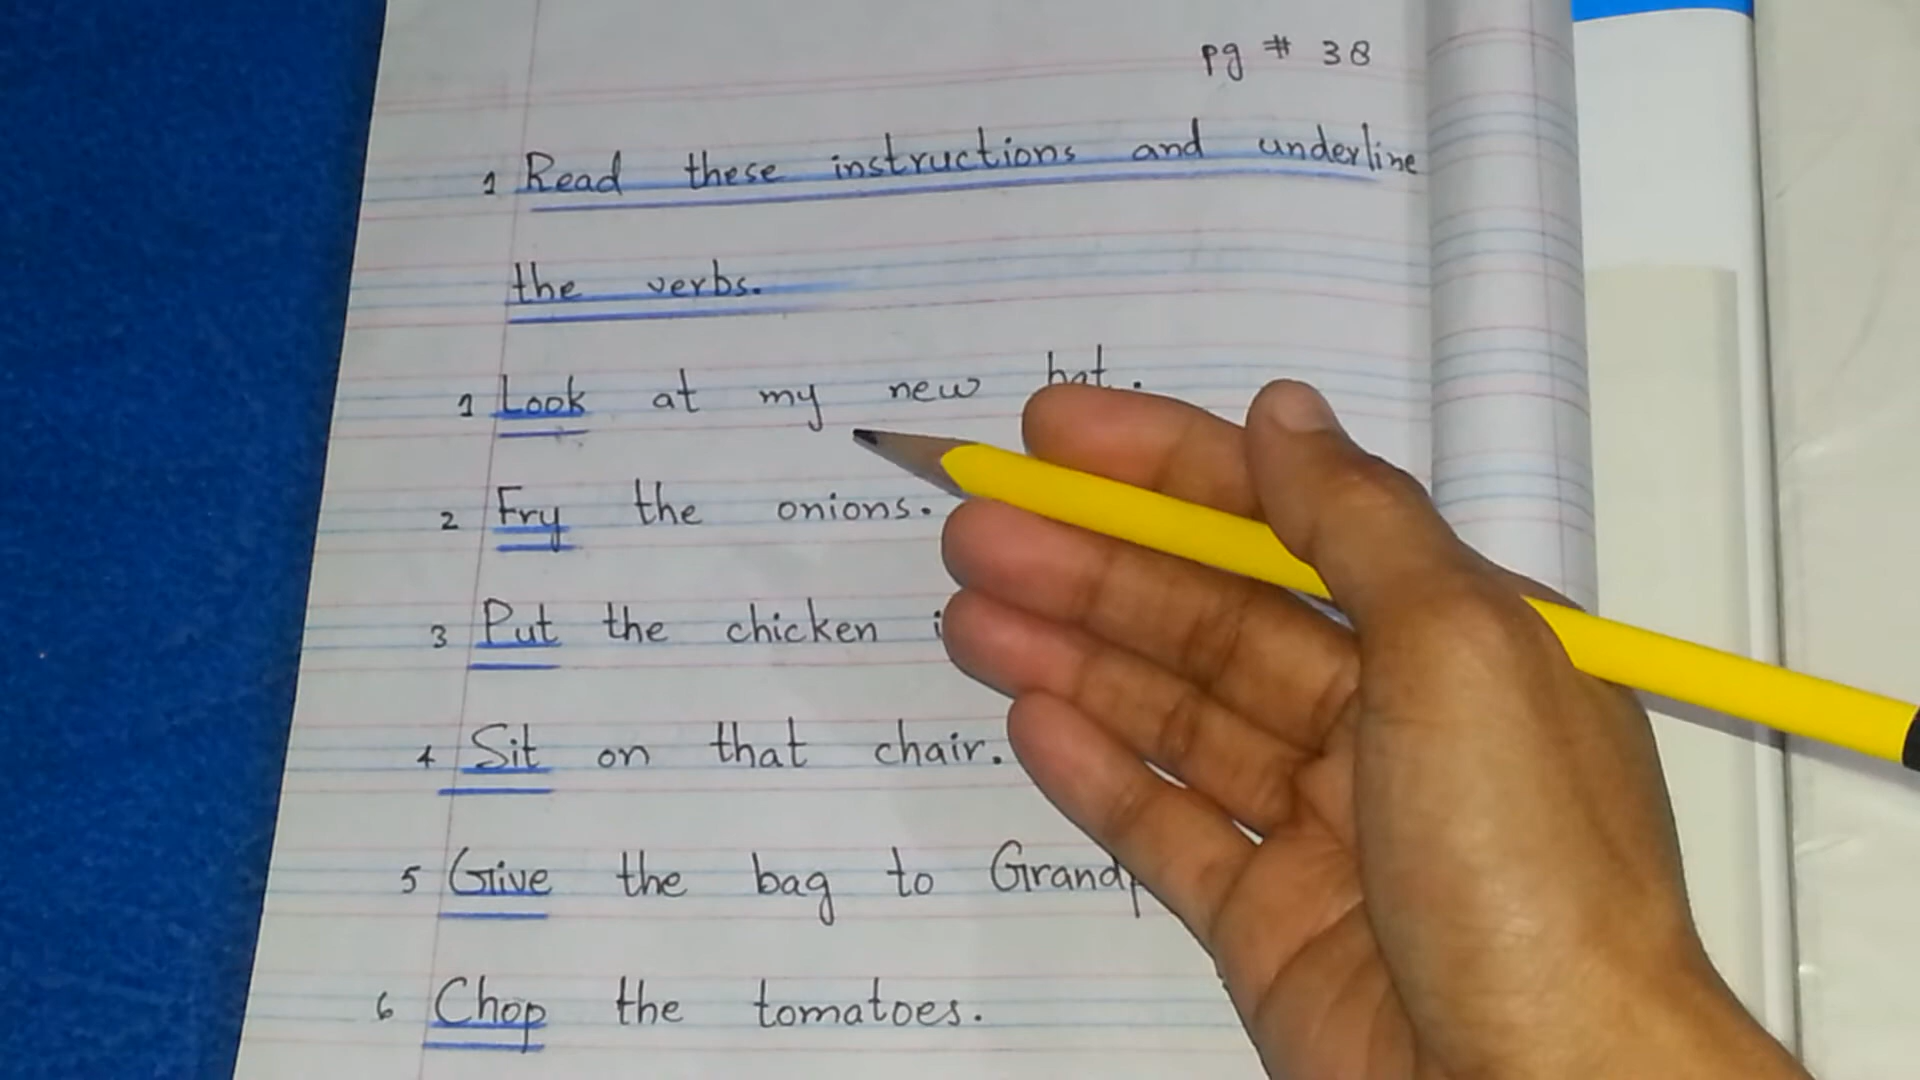 pg # 38
1 Read these instructions and underline
the verbs.
1 Look at my new hat.
2 Fry the onions.
3 Put the chicken
4 Sit on that chair.
5 Give the bag to
6 Chop the tomatoes.